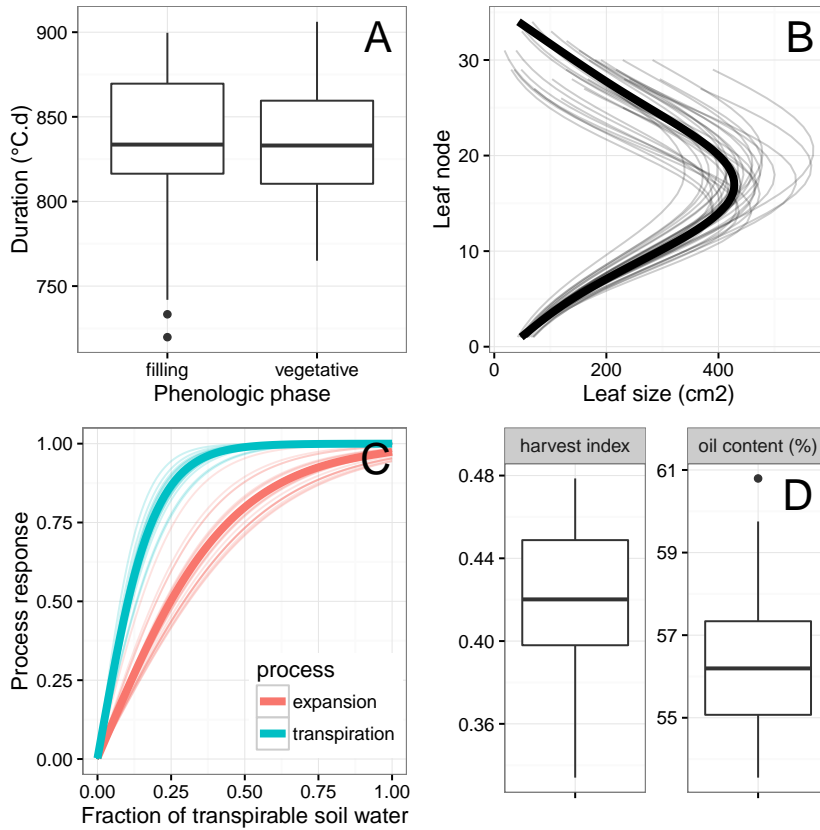 A
900
850
800
750
Duration (°C.d)
filling
vegetative
Phenologic phase
B
30
20
10
0
Leaf node
0
200
400
Leaf size (cm2)
C
1.00
0.75
0.50
0.25
0.00
Process response
process
expansion
transpiration
0.00
0.25
0.50
0.75
1.00
Fraction of transpirable soil water
harvest index
0.48
0.44
0.40
0.36
oil content (%)
D
61
59
57
55